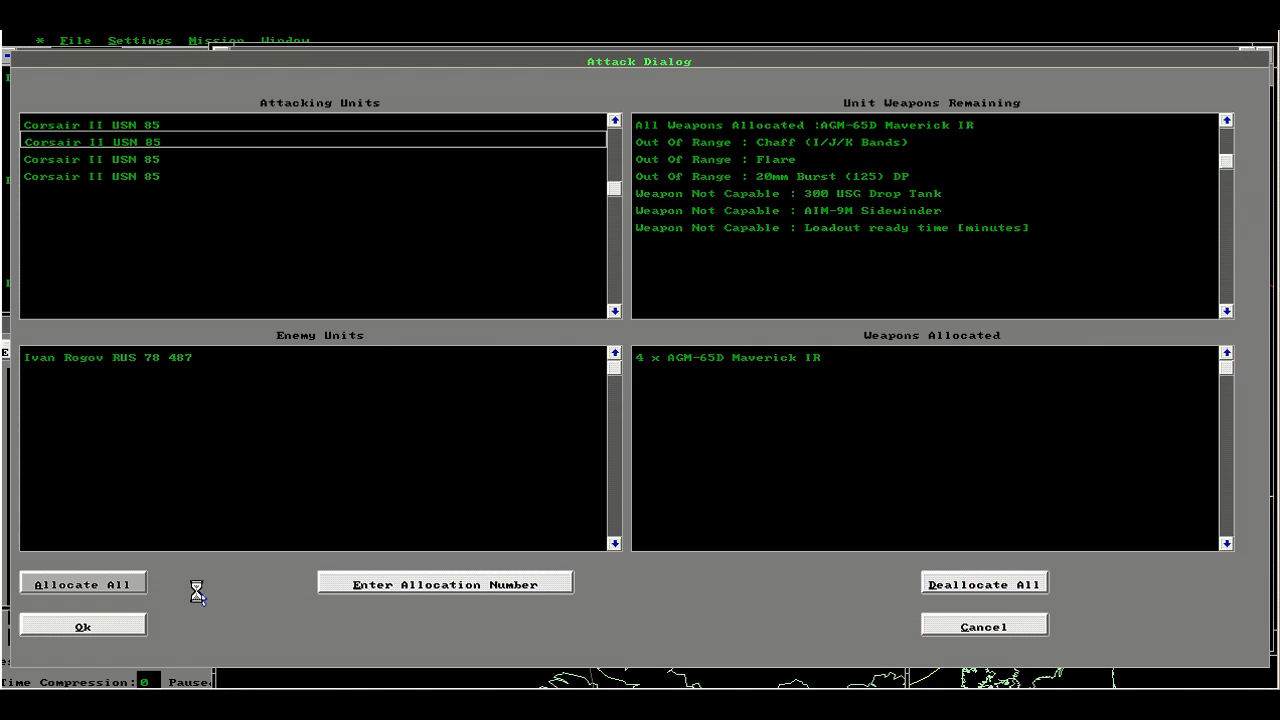 * File Settings Mission Window
Attack Dialog
Attacking Units
Corsair II USN 85
Corsair II USN 85
Corsair II USN 85
Corsair II USN 85
Unit Weapons Remaining
All Weapons Allocated :AGM-65D Maverick IR
Out Of Range : Chaff (I/J/K Bands)
Out Of Range : Flare
Out Of Range : 20mm Burst (125) DP
Weapon Not Capable : 300 USG Drop Tank
Weapon Not Capable : AIM-9M Sidewinder
Weapon Not Capable : Loadout ready time [minutes]
Enemy Units
Ivan Rogov RUS 78 487
Weapons Allocated
4 x AGM-65D Maverick IR
Allocate All
Enter Allocation Number
Deallocate All
Ok
Cancel
Time Compression: 0 Paused